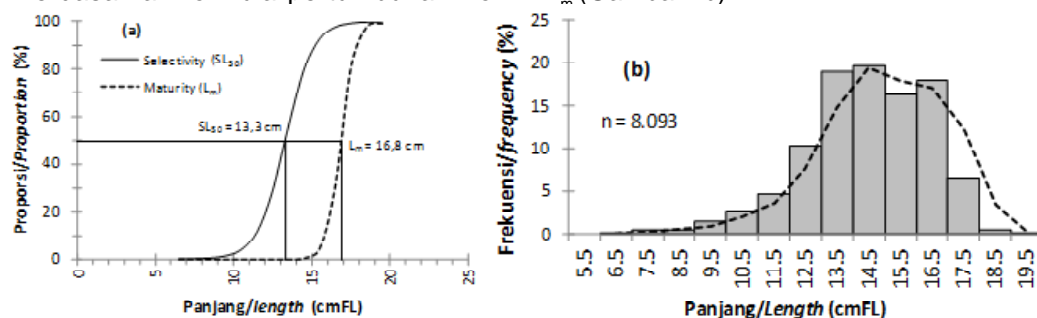 m (Gambar
(a)
Selectivity (SL50)
Maturity (Lm)
SL50 = 13,3 cm
Lm = 16,8 cm
Proporsi/Proportion (%)
100
80
60
40
20
0
0
5
10
15
20
25
Panjang/length (cmFL)
(b)
n = 8.093
Frekuensi/frequency (%)
25
20
15
10
5
0
5.5
6.5
7.5
8.5
9.5
10.5
11.5
12.5
13.5
14.5
15.5
16.5
17.5
18.5
19.5
Panjang/Length (cmFL)